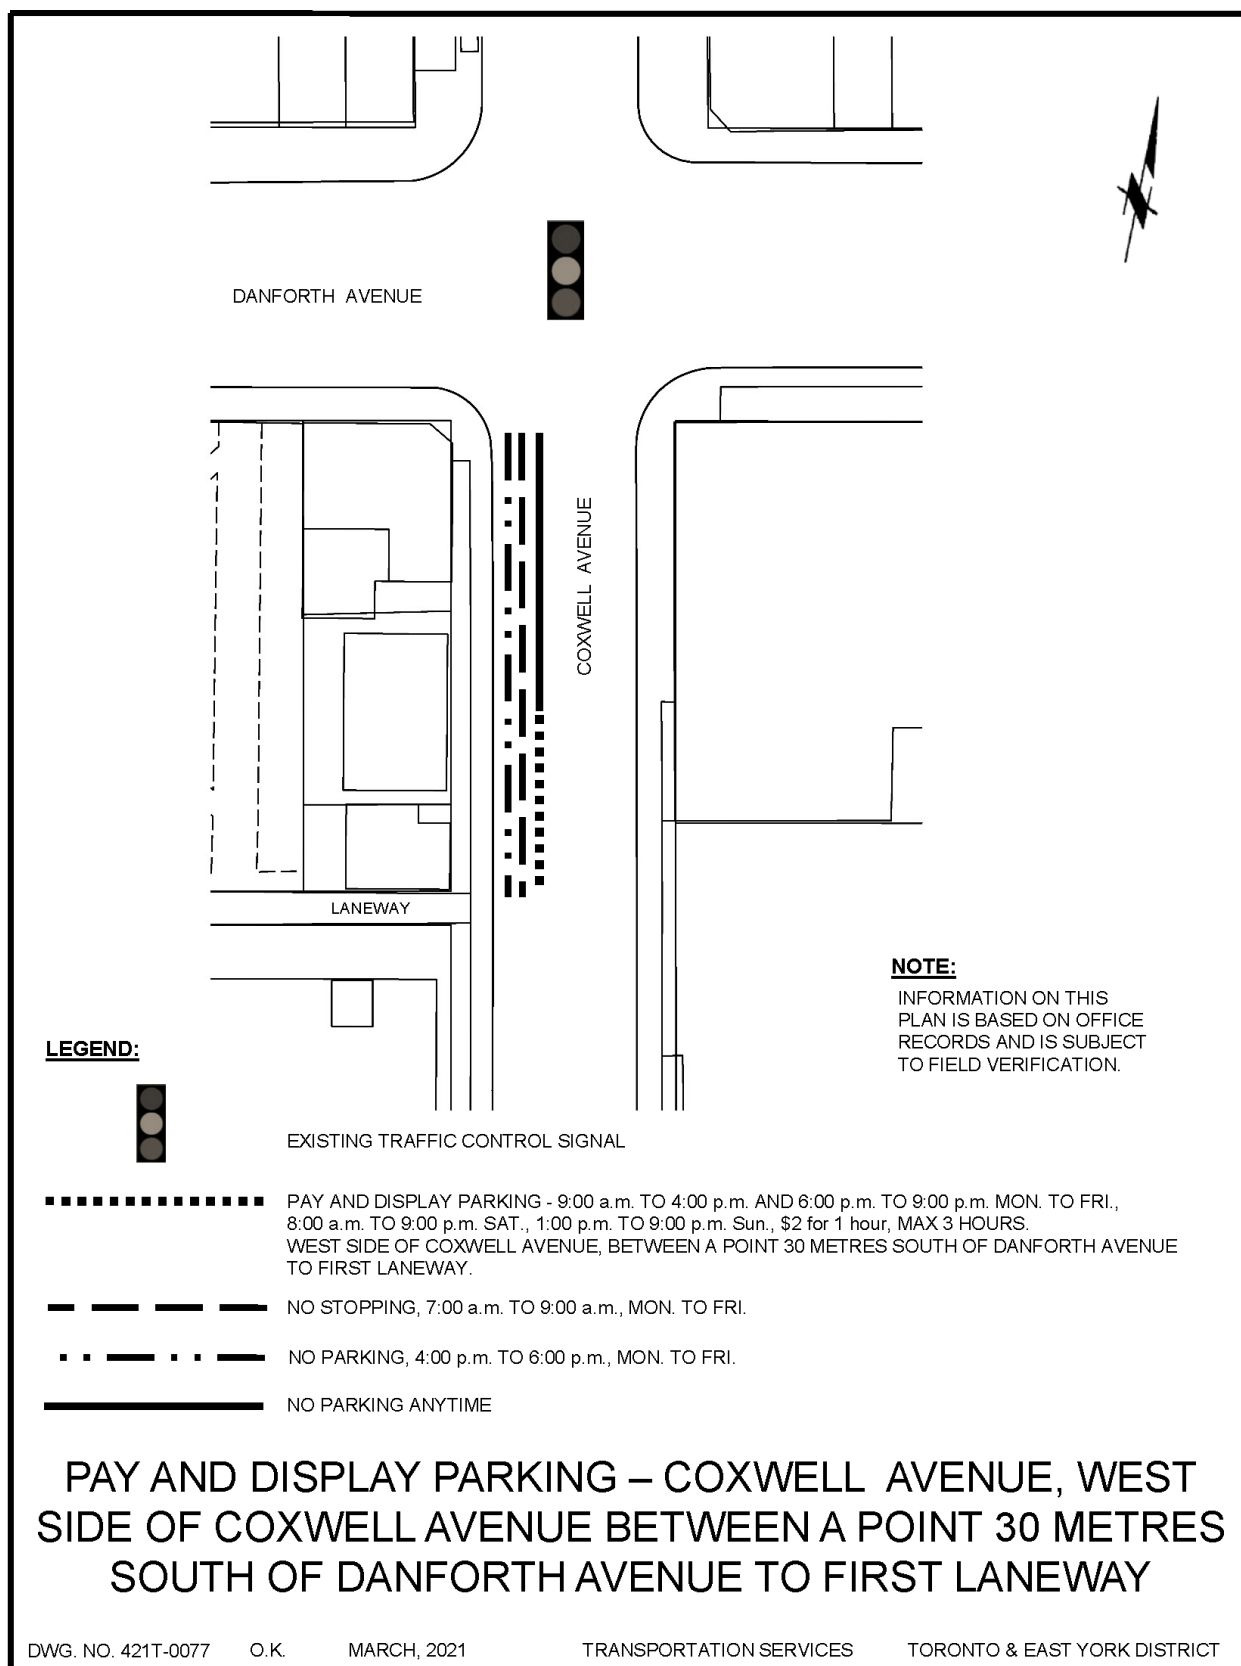 DANFORTH AVENUE
COXWELL AVENUE
LANEWAY
NOTE:
INFORMATION ON THIS
PLAN IS BASED ON OFFICE
RECORDS AND IS SUBJECT
TO FIELD VERIFICATION.
LEGEND:
EXISTING TRAFFIC CONTROL SIGNAL
PAY AND DISPLAY PARKING - 9:00 a.m. TO 4:00 p.m. AND 6:00 p.m. TO 9:00 p.m. MON. TO FRI.,
8:00 a.m. TO 9:00 p.m. SAT., 1:00 p.m. TO 9:00 p.m. Sun., $2 for 1 hour, MAX 3 HOURS.
WEST SIDE OF COXWELL AVENUE, BETWEEN A POINT 30 METRES SOUTH OF DANFORTH AVENUE
TO FIRST LANEWAY.
NO STOPPING, 7:00 a.m. TO 9:00 a.m., MON. TO FRI.
NO PARKING, 4:00 p.m. TO 6:00 p.m., MON. TO FRI.
NO PARKING ANYTIME
PAY AND DISPLAY PARKING – COXWELL AVENUE, WEST
SIDE OF COXWELL AVENUE BETWEEN A POINT 30 METRES
SOUTH OF DANFORTH AVENUE TO FIRST LANEWAY
DWG. NO. 421T-0077 O.K. MARCH, 2021 TRANSPORTATION SERVICES TORONTO & EAST YORK DISTRICT